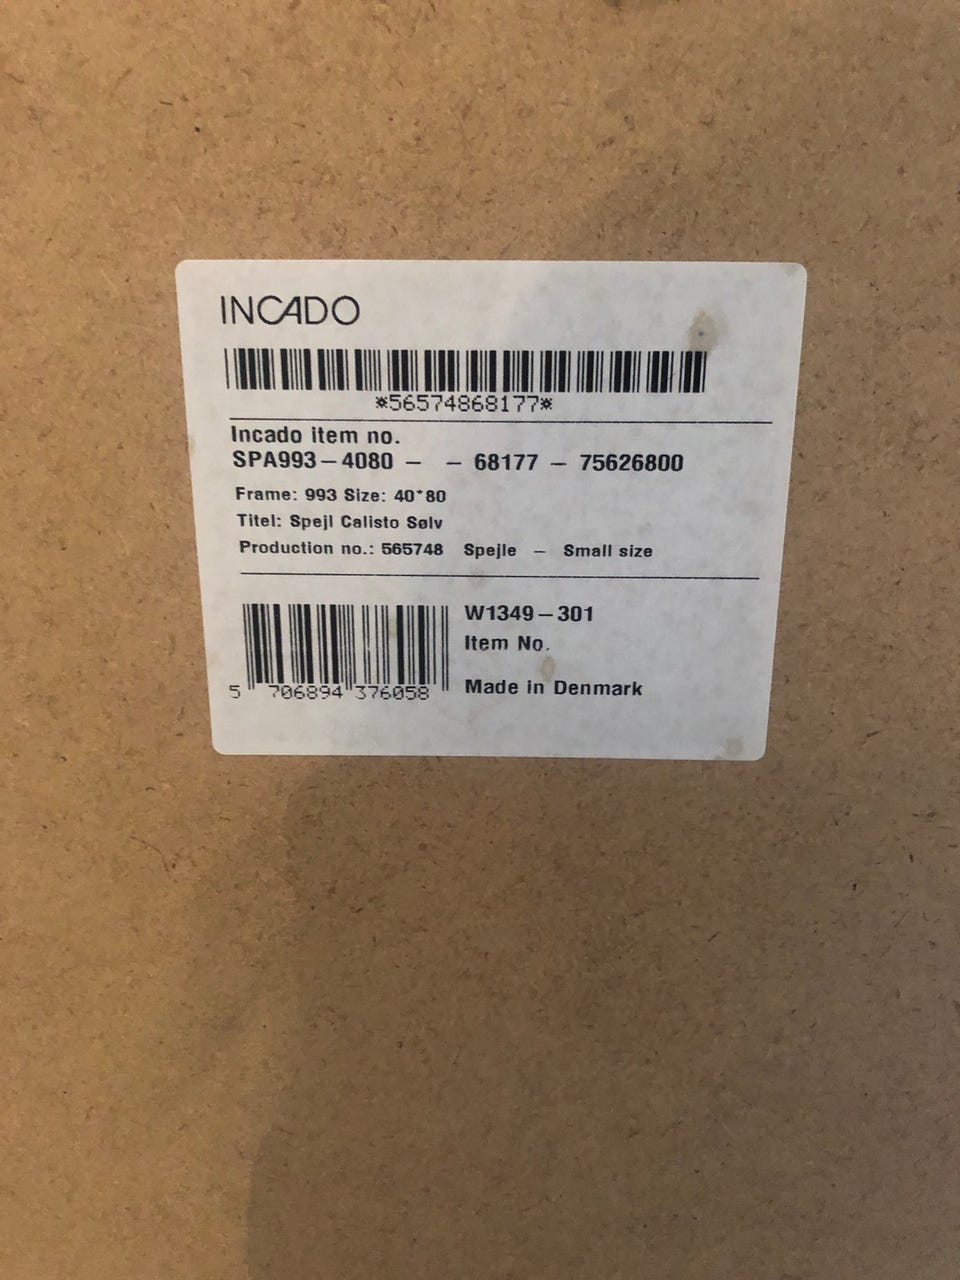 INCADO
*56574868177*
Incado item no.
SPA993-4080 - - 68177 - 75626800
Frame: 993 Size: 40*80
Titel: Spejl Calisto Sølv
Production no.: 565748 Spejle - Small size
W1349-301
Item No.
Made in Denmark
5 706894 376058